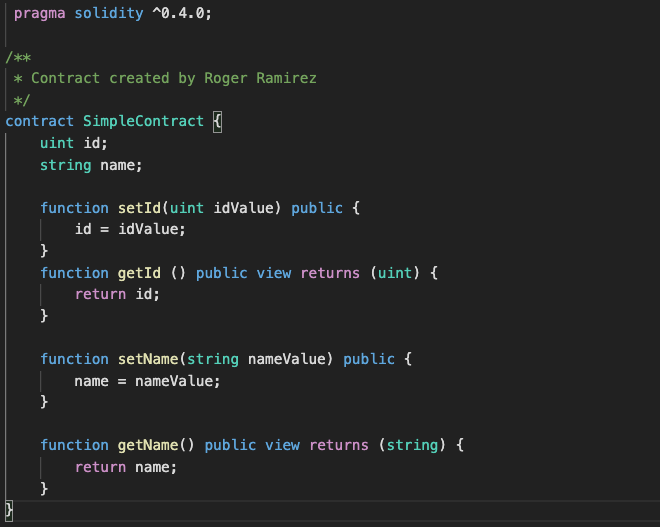 pragma solidity ^0.4.0;
/**
* Contract created by Roger Ramirez
*/
contract SimpleContract {
uint id;
string name;
function setId(uint idValue) public {
id = idValue;
}
function getId () public view returns (uint) {
return id;
}
function setName(string nameValue) public {
name = nameValue;
}
function getName() public view returns (string) {
return name;
}
}